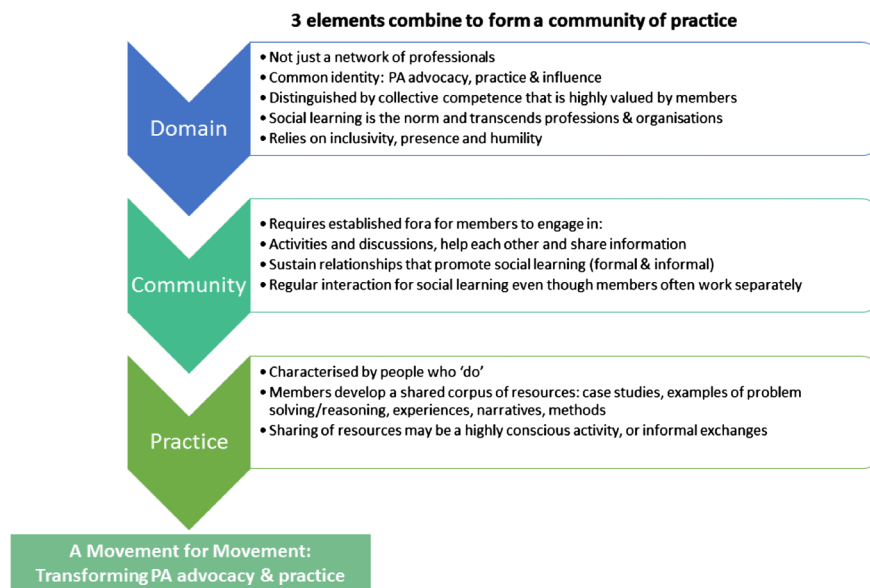 3 elements combine to form a community of practice
Domain
• Not just a network of professionals
• Common identity: PA advocacy, practice & influence
• Distinguished by collective competence that is highly valued by members
• Social learning is the norm and transcends professions & organisations
• Relies on inclusivity, presence and humility
Community
• Requires established fora for members to engage in:
• Activities and discussions, help each other and share information
• Sustain relationships that promote social learning (formal & informal)
• Regular interaction for social learning even though members often work separately
Practice
• Characterised by people who ‘do’
• Members develop a shared corpus of resources: case studies, examples of problem
solving/reasoning, experiences, narratives, methods
• Sharing of resources may be a highly conscious activity, or informal exchanges
A Movement for Movement:
Transforming PA advocacy & practice